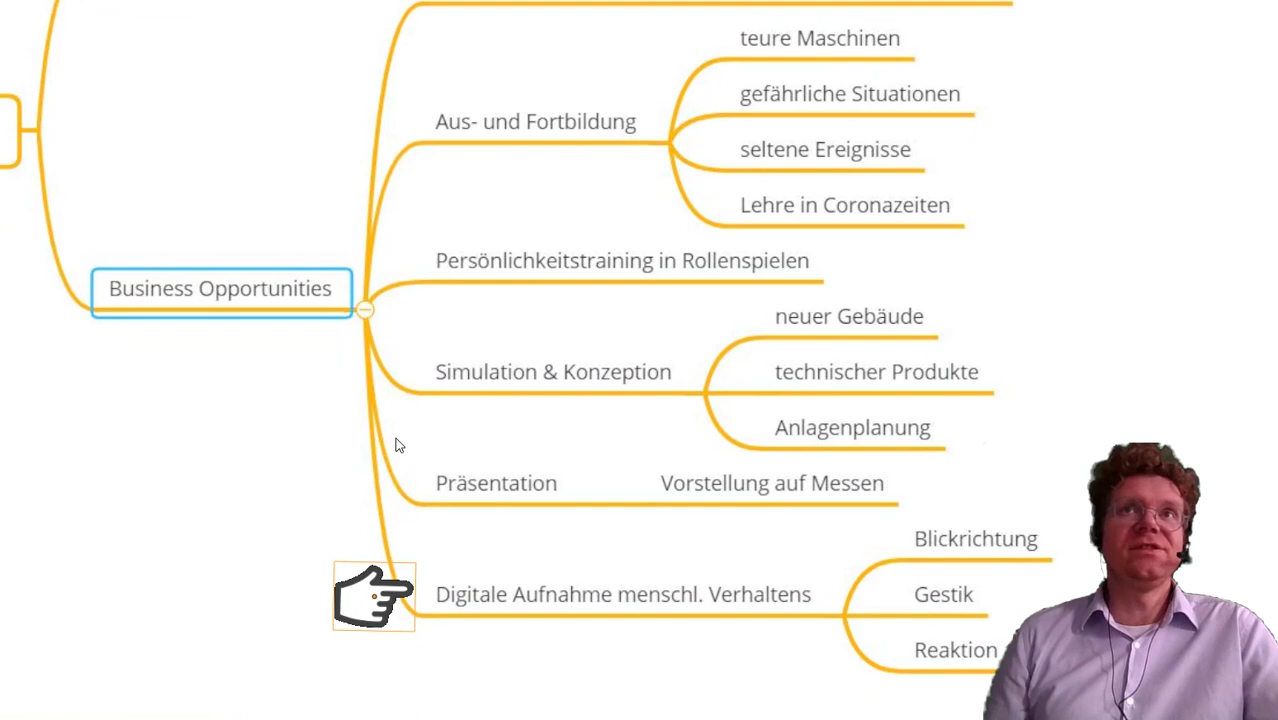 teure Maschinen
gefährliche Situationen
Aus- und Fortbildung
seltene Ereignisse
Lehre in Coronazeiten
Persönlichkeitstraining in Rollenspielen
Business Opportunities
neuer Gebäude
Simulation & Konzeption
technischer Produkte
Anlagenplanung
Präsentation
Vorstellung auf Messen
Blickrichtung
Digitale Aufnahme menschl. Verhaltens
Gestik
Reaktion